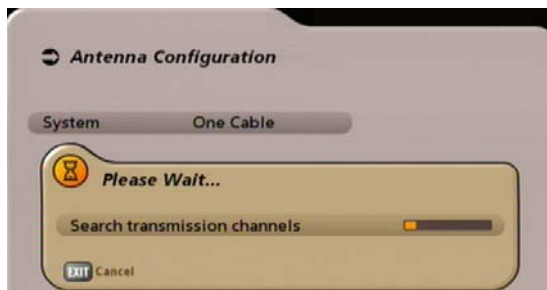 Antenna Configuration
System One Cable
Please Wait...
Search transmission channels
EXIT Cancel